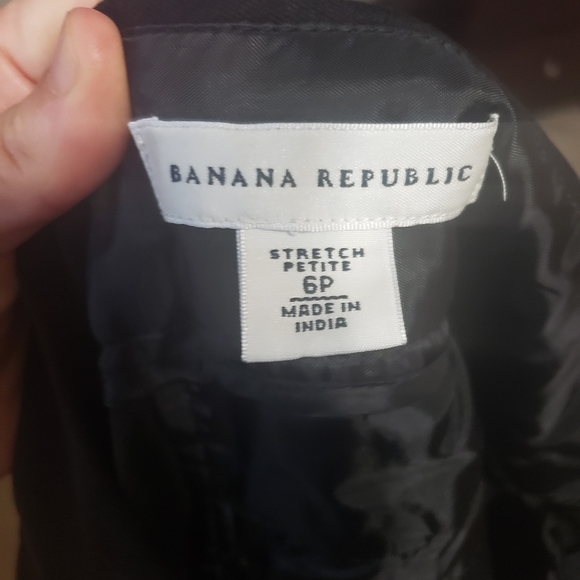 BANANA REPUBLIC
STRETCH
PETITE
6P
MADE IN
INDIA